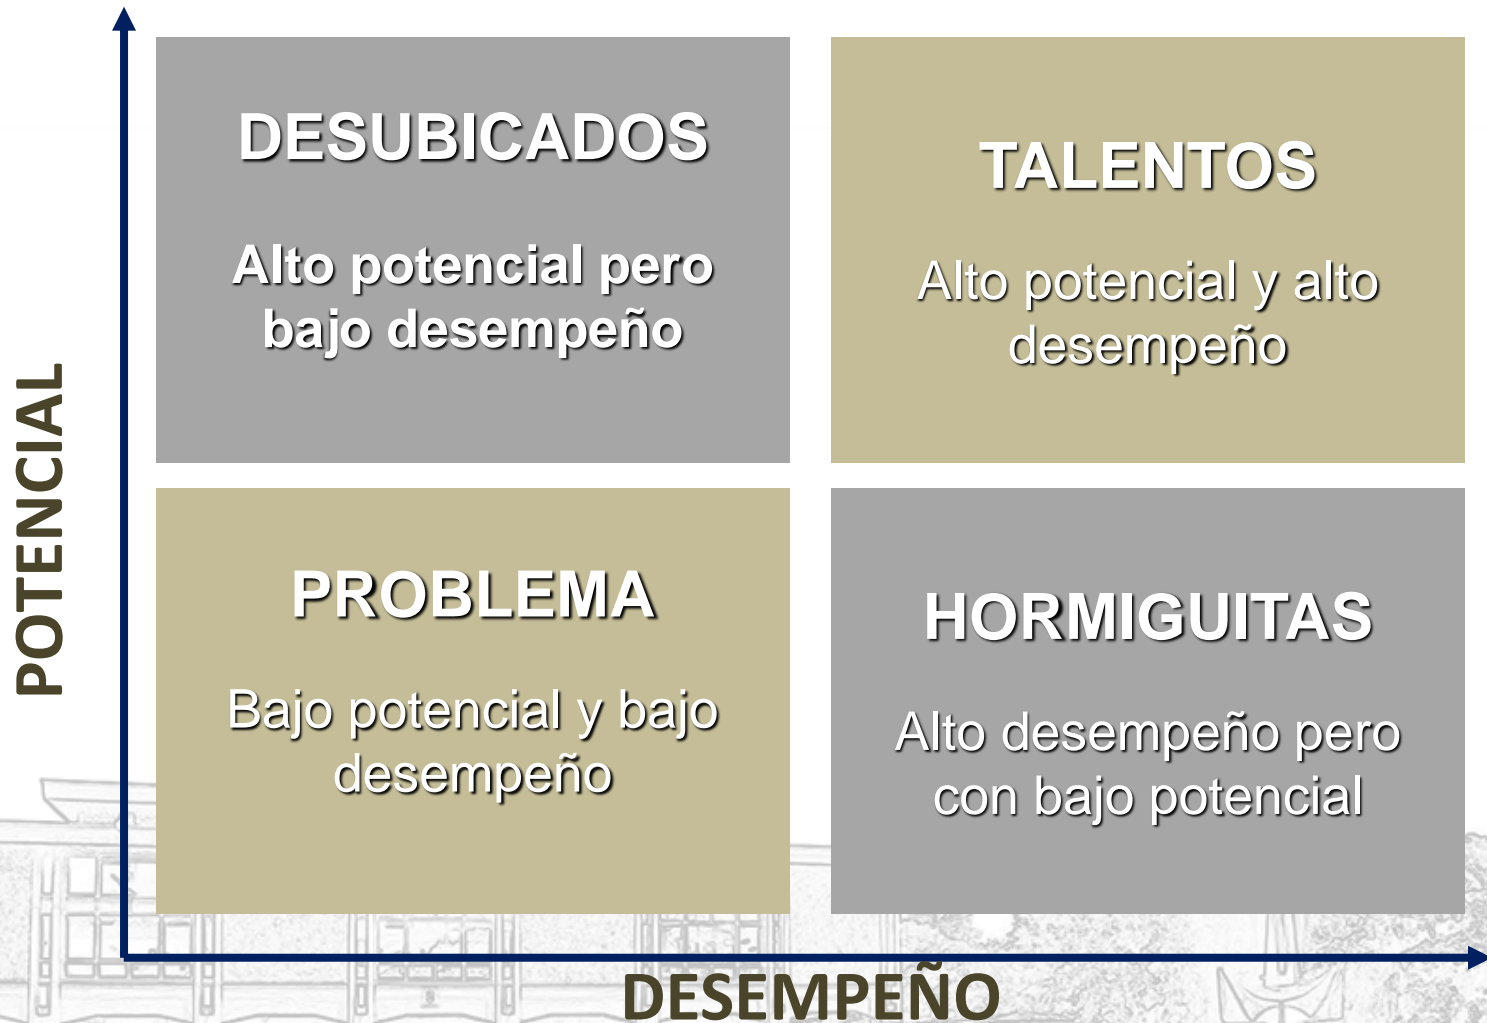 POTENCIAL
DESUBICADOS
Alto potencial pero
bajo desempeño
TALENTOS
Alto potencial y alto
desempeño
PROBLEMA
Bajo potencial y bajo
desempeño
HORMIGUITAS
Alto desempeño pero
con bajo potencial
DESEMPEÑO